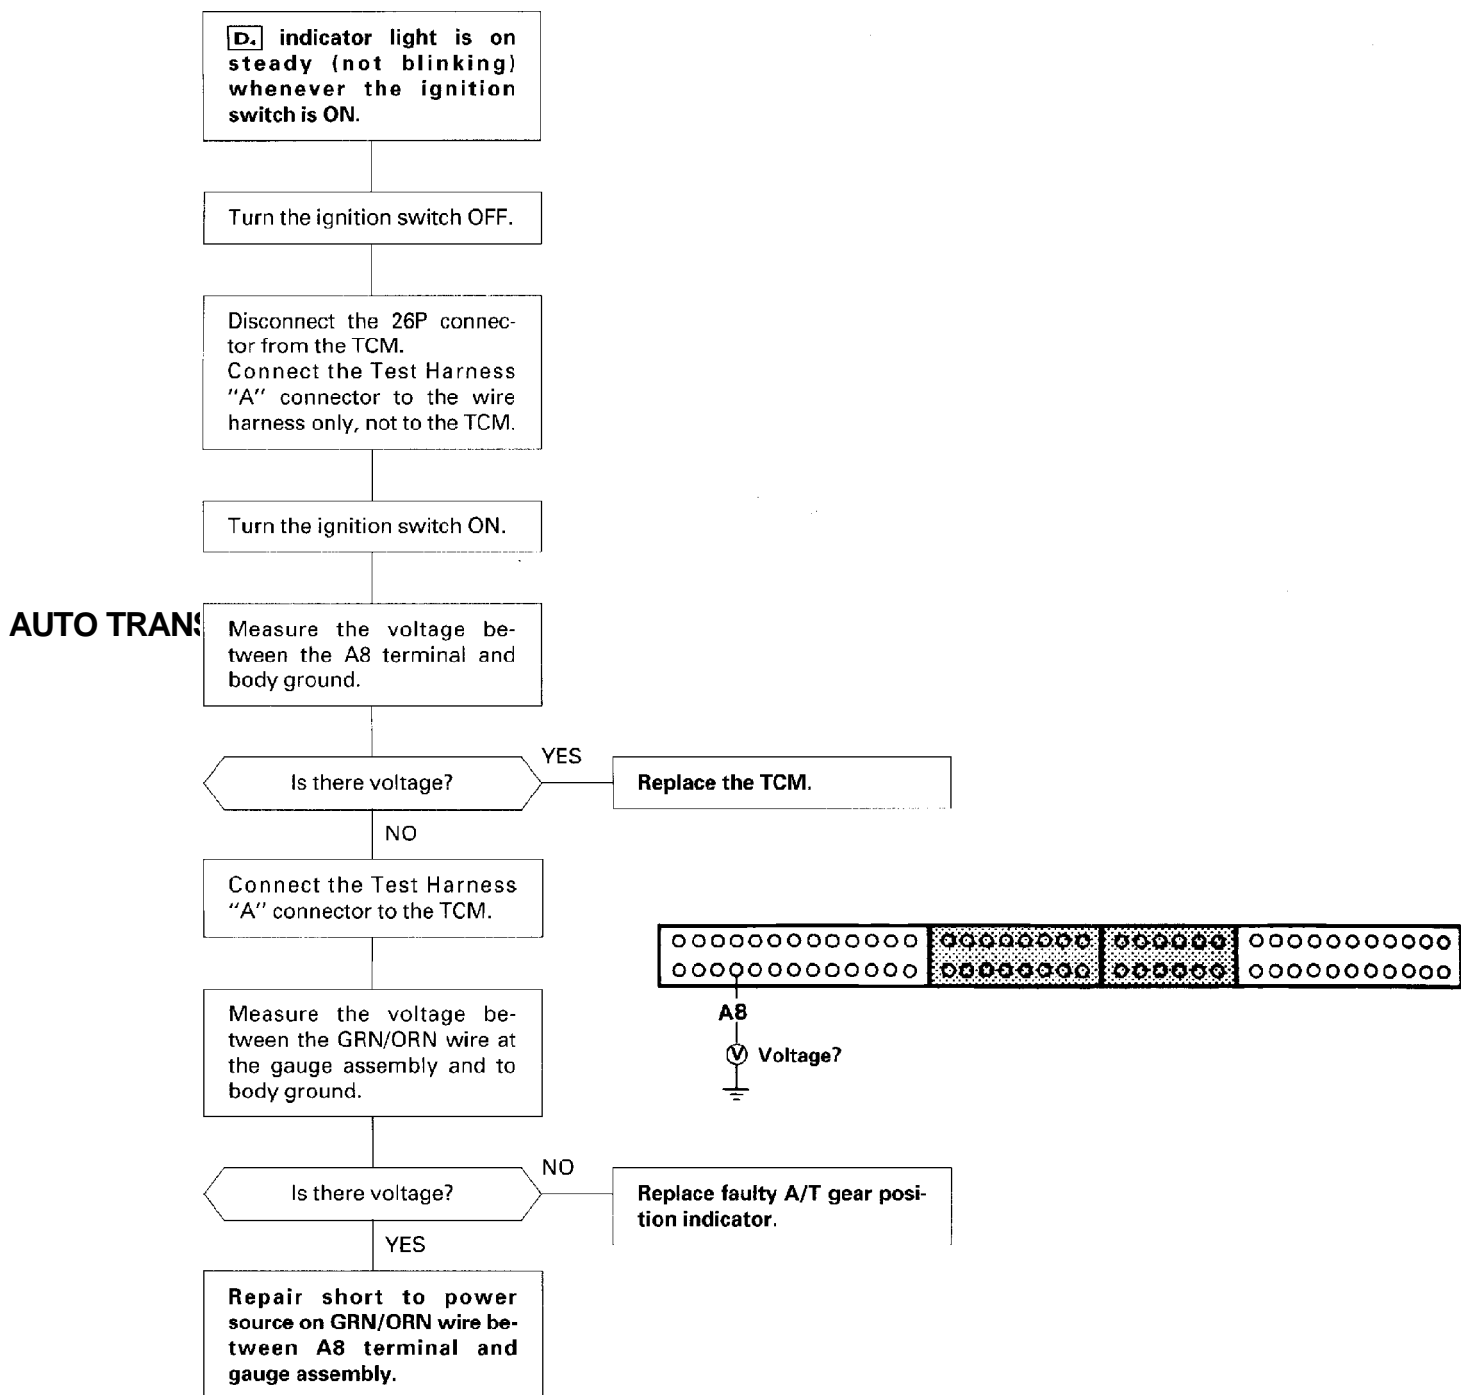 D4 indicator light is on
steady (not blinking)
whenever the ignition
switch is ON.
Turn the ignition switch OFF.
Disconnect the 26P connec-
tor from the TCM.
Connect the Test Harness
"A" connector to the wire
harness only, not to the TCM.
Turn the ignition switch ON.
AUTO TRANS
Measure the voltage be-
tween the A8 terminal and
body ground.
Is there voltage?
YES
Replace the TCM.
NO
Connect the Test Harness
"A" connector to the TCM.
Measure the voltage be-
tween the GRN/ORN wire at
the gauge assembly and to
body ground.
A8
V Voltage?
Is there voltage?
NO
Replace faulty A/T gear posi-
tion indicator.
YES
Repair short to power
source on GRN/ORN wire be-
tween A8 terminal and
gauge assembly.